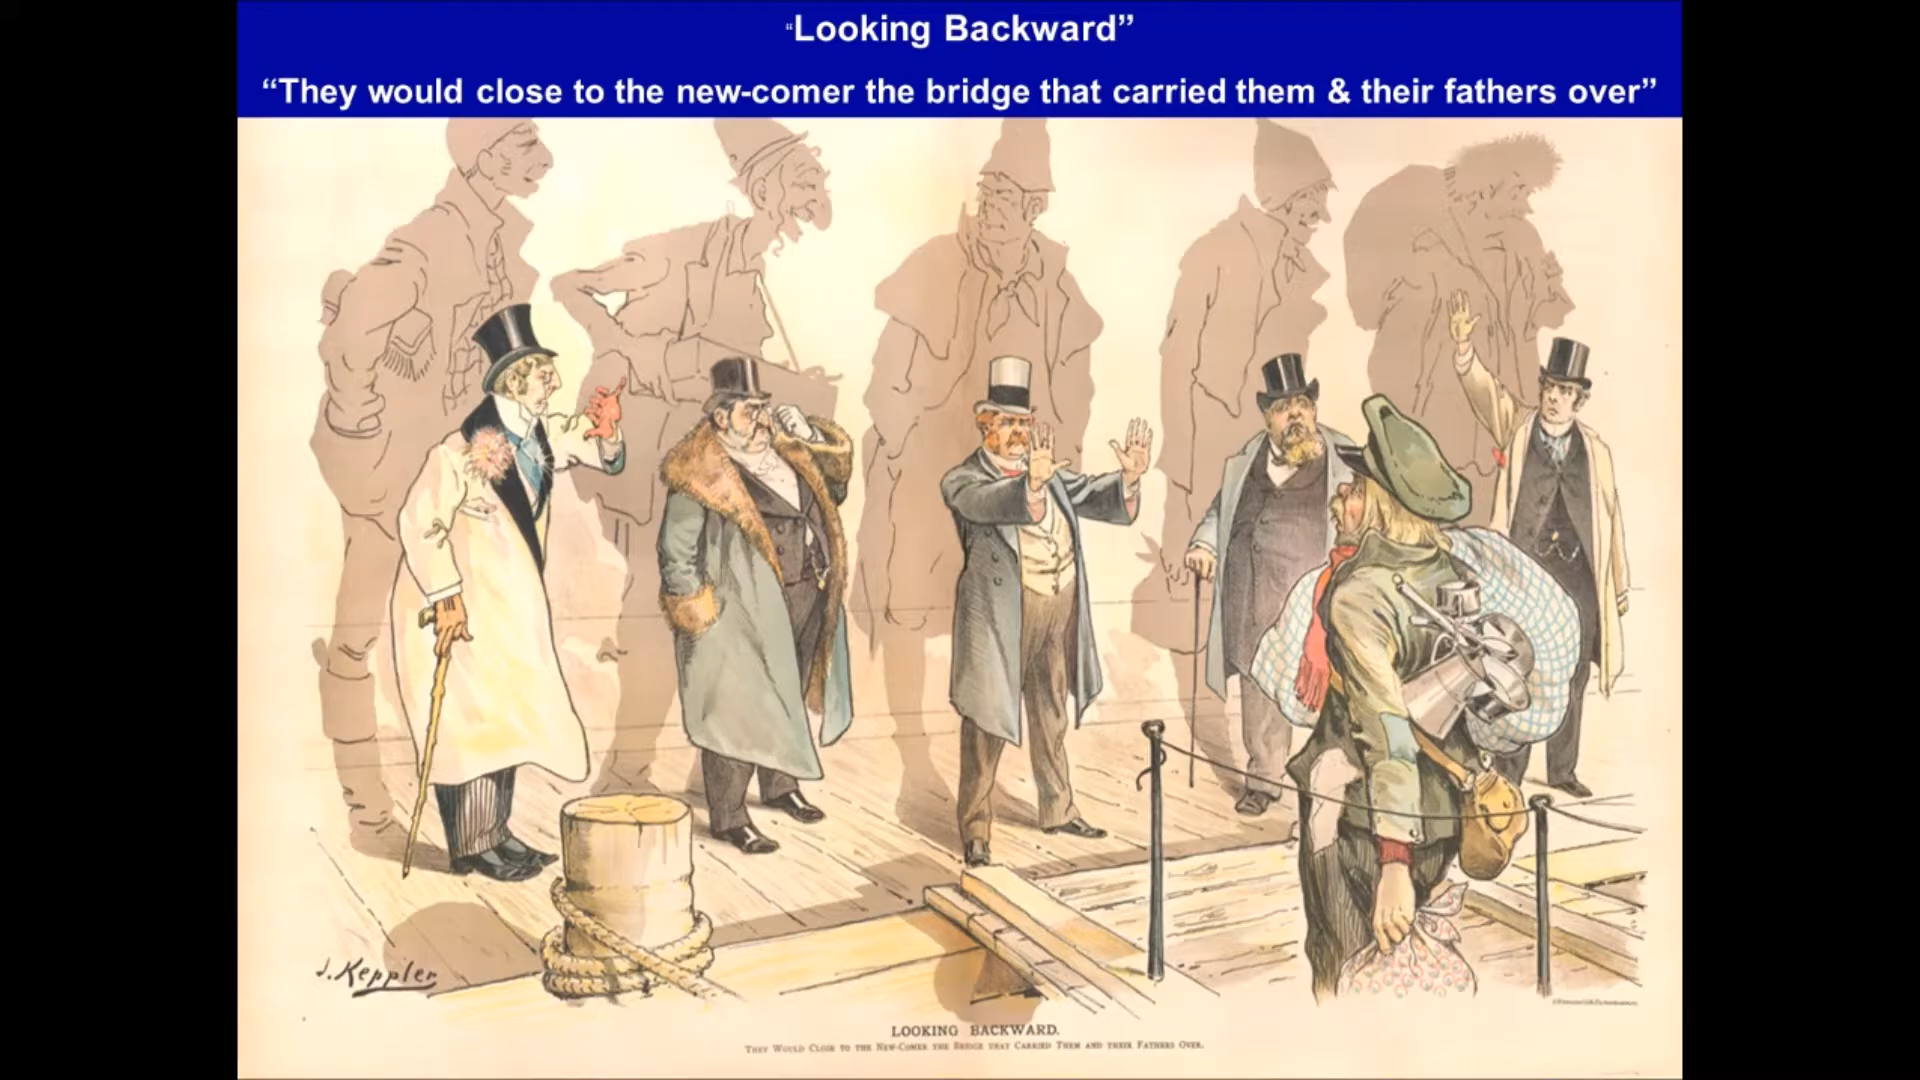 “Looking Backward”
“They would close to the new-comer the bridge that carried them & their fathers over”
J. Keppler
LOOKING BACKWARD.
THEY WOULD CLOSE TO THE NEW-COMER THE BRIDGE THAT CARRIED THEM AND THEIR FATHERS OVER.